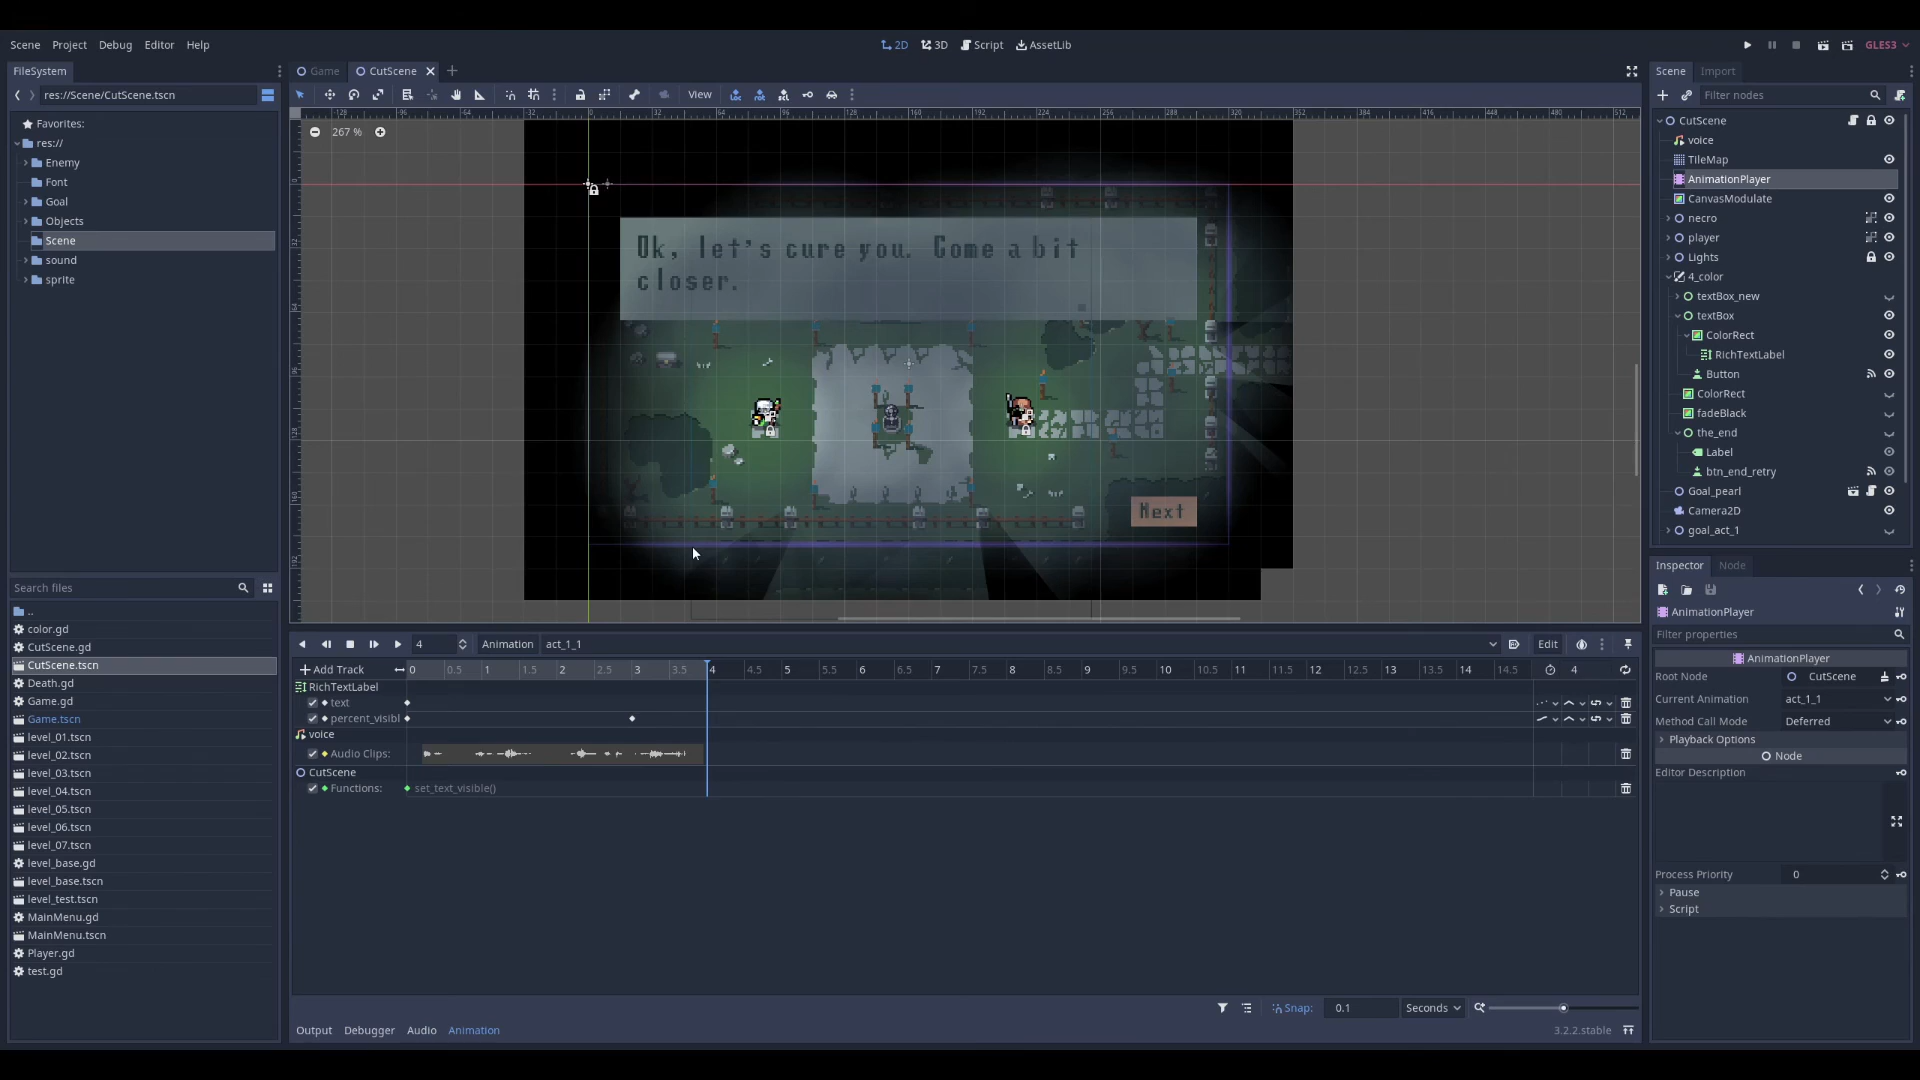 Scene Project Debug Editor Help
2D 3D Script AssetLib
GLES3
FileSystem
Game CutScene
Scene Import
res://Scene/CutScene.tscn
View
Filter nodes
267 %
Favorites:
res://
Enemy
Font
Goal
Objects
Scene
sound
sprite
Ok, let's cure you. Come a bit
closer.
Next
CutScene
voice
TileMap
AnimationPlayer
CanvasModulate
necro
player
Lights
4_color
textBox_new
textBox
ColorRect
RichTextLabel
Button
ColorRect
fadeBlack
the_end
Label
btn_end_retry
Goal_pearl
Camera2D
goal_act_1
Search files
..
color.gd
CutScene.gd
CutScene.tscn
Death.gd
Game.gd
Game.tscn
level_01.tscn
level_02.tscn
level_03.tscn
level_04.tscn
level_05.tscn
level_06.tscn
level_07.tscn
level_base.gd
level_base.tscn
level_test.tscn
MainMenu.gd
MainMenu.tscn
Player.gd
test.gd
4 Animation act_1_1 Edit
Add Track 0 0.5 1 1.5 2 2.5 3 3.5 4 4.5 5 5.5 6 6.5 7 7.5 8 8.5 9 9.5 10 10.5 11 11.5 12 12.5 13 13.5 14 14.5 4
RichTextLabel
text
percent_visibl
voice
Audio Clips:
CutScene
Functions: set_text_visible()
Snap: 0.1 Seconds
Output Debugger Audio Animation
3.2.2.stable
Inspector Node
AnimationPlayer
Filter properties
AnimationPlayer
Root Node CutScene
Current Animation act_1_1
Method Call Mode Deferred
Playback Options
Node
Editor Description
Process Priority 0
Pause
Script